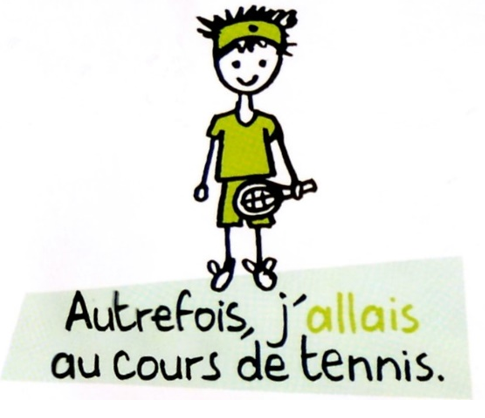 Autrefois, j'allais
au cours de tennis.